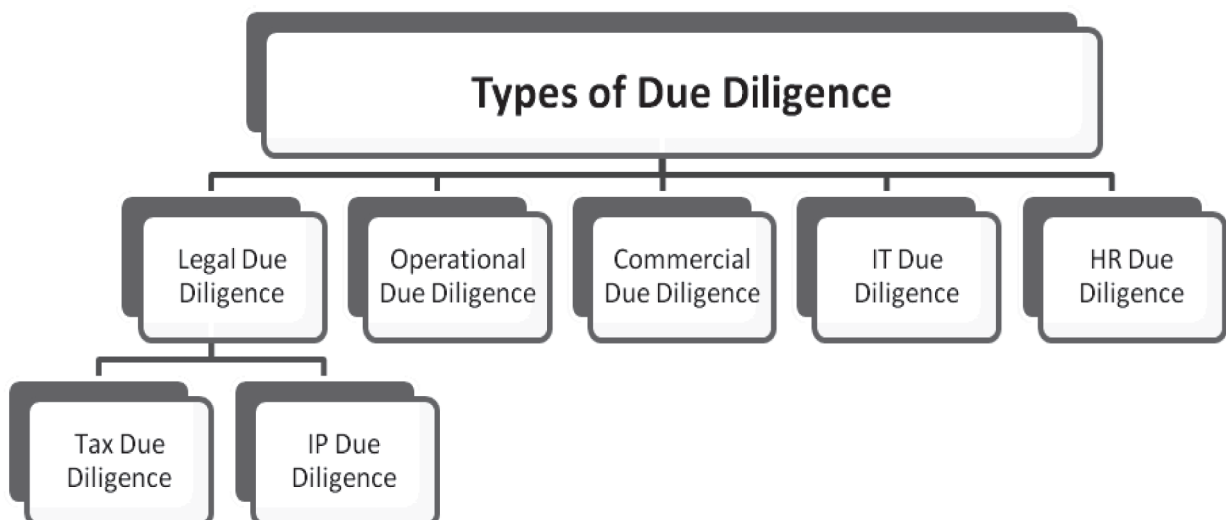 Types of Due Diligence
Legal Due
Diligence
Operational
Due Diligence
Commercial
Due Diligence
IT Due
Diligence
HR Due
Diligence
Tax Due
Diligence
IP Due
Diligence